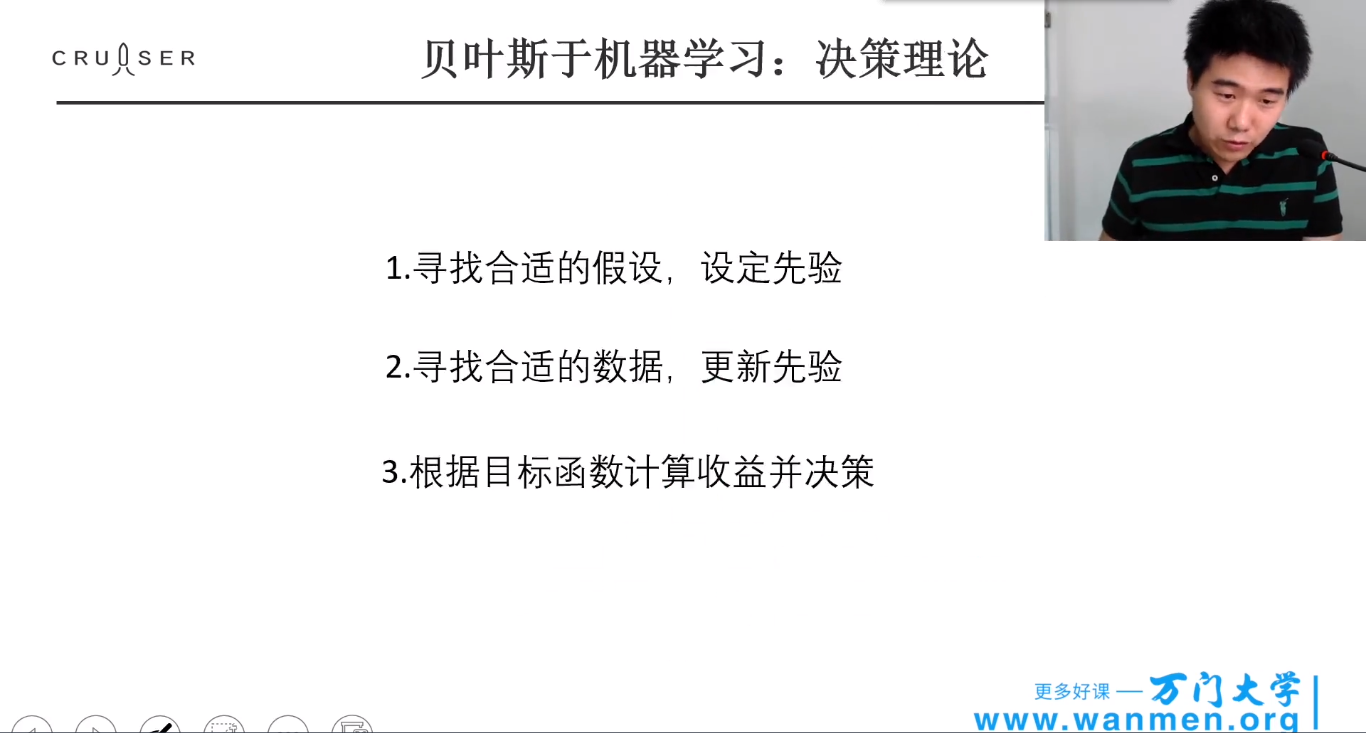 CRUISER
贝叶斯于机器学习：决策理论
1.寻找合适的假设，设定先验
2.寻找合适的数据，更新先验
3.根据目标函数计算收益并决策
更多好课 — 万门大学
www.wanmen.org